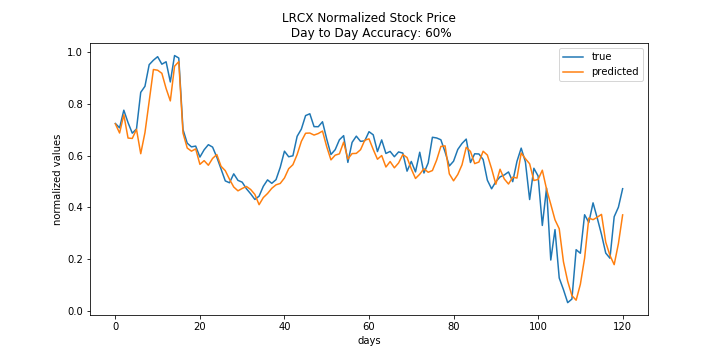 LRCX Normalized Stock Price
Day to Day Accuracy: 60%
true
predicted
normalized values
1.0
0.8
0.6
0.4
0.2
0.0
0 20 40 60 80 100 120
days